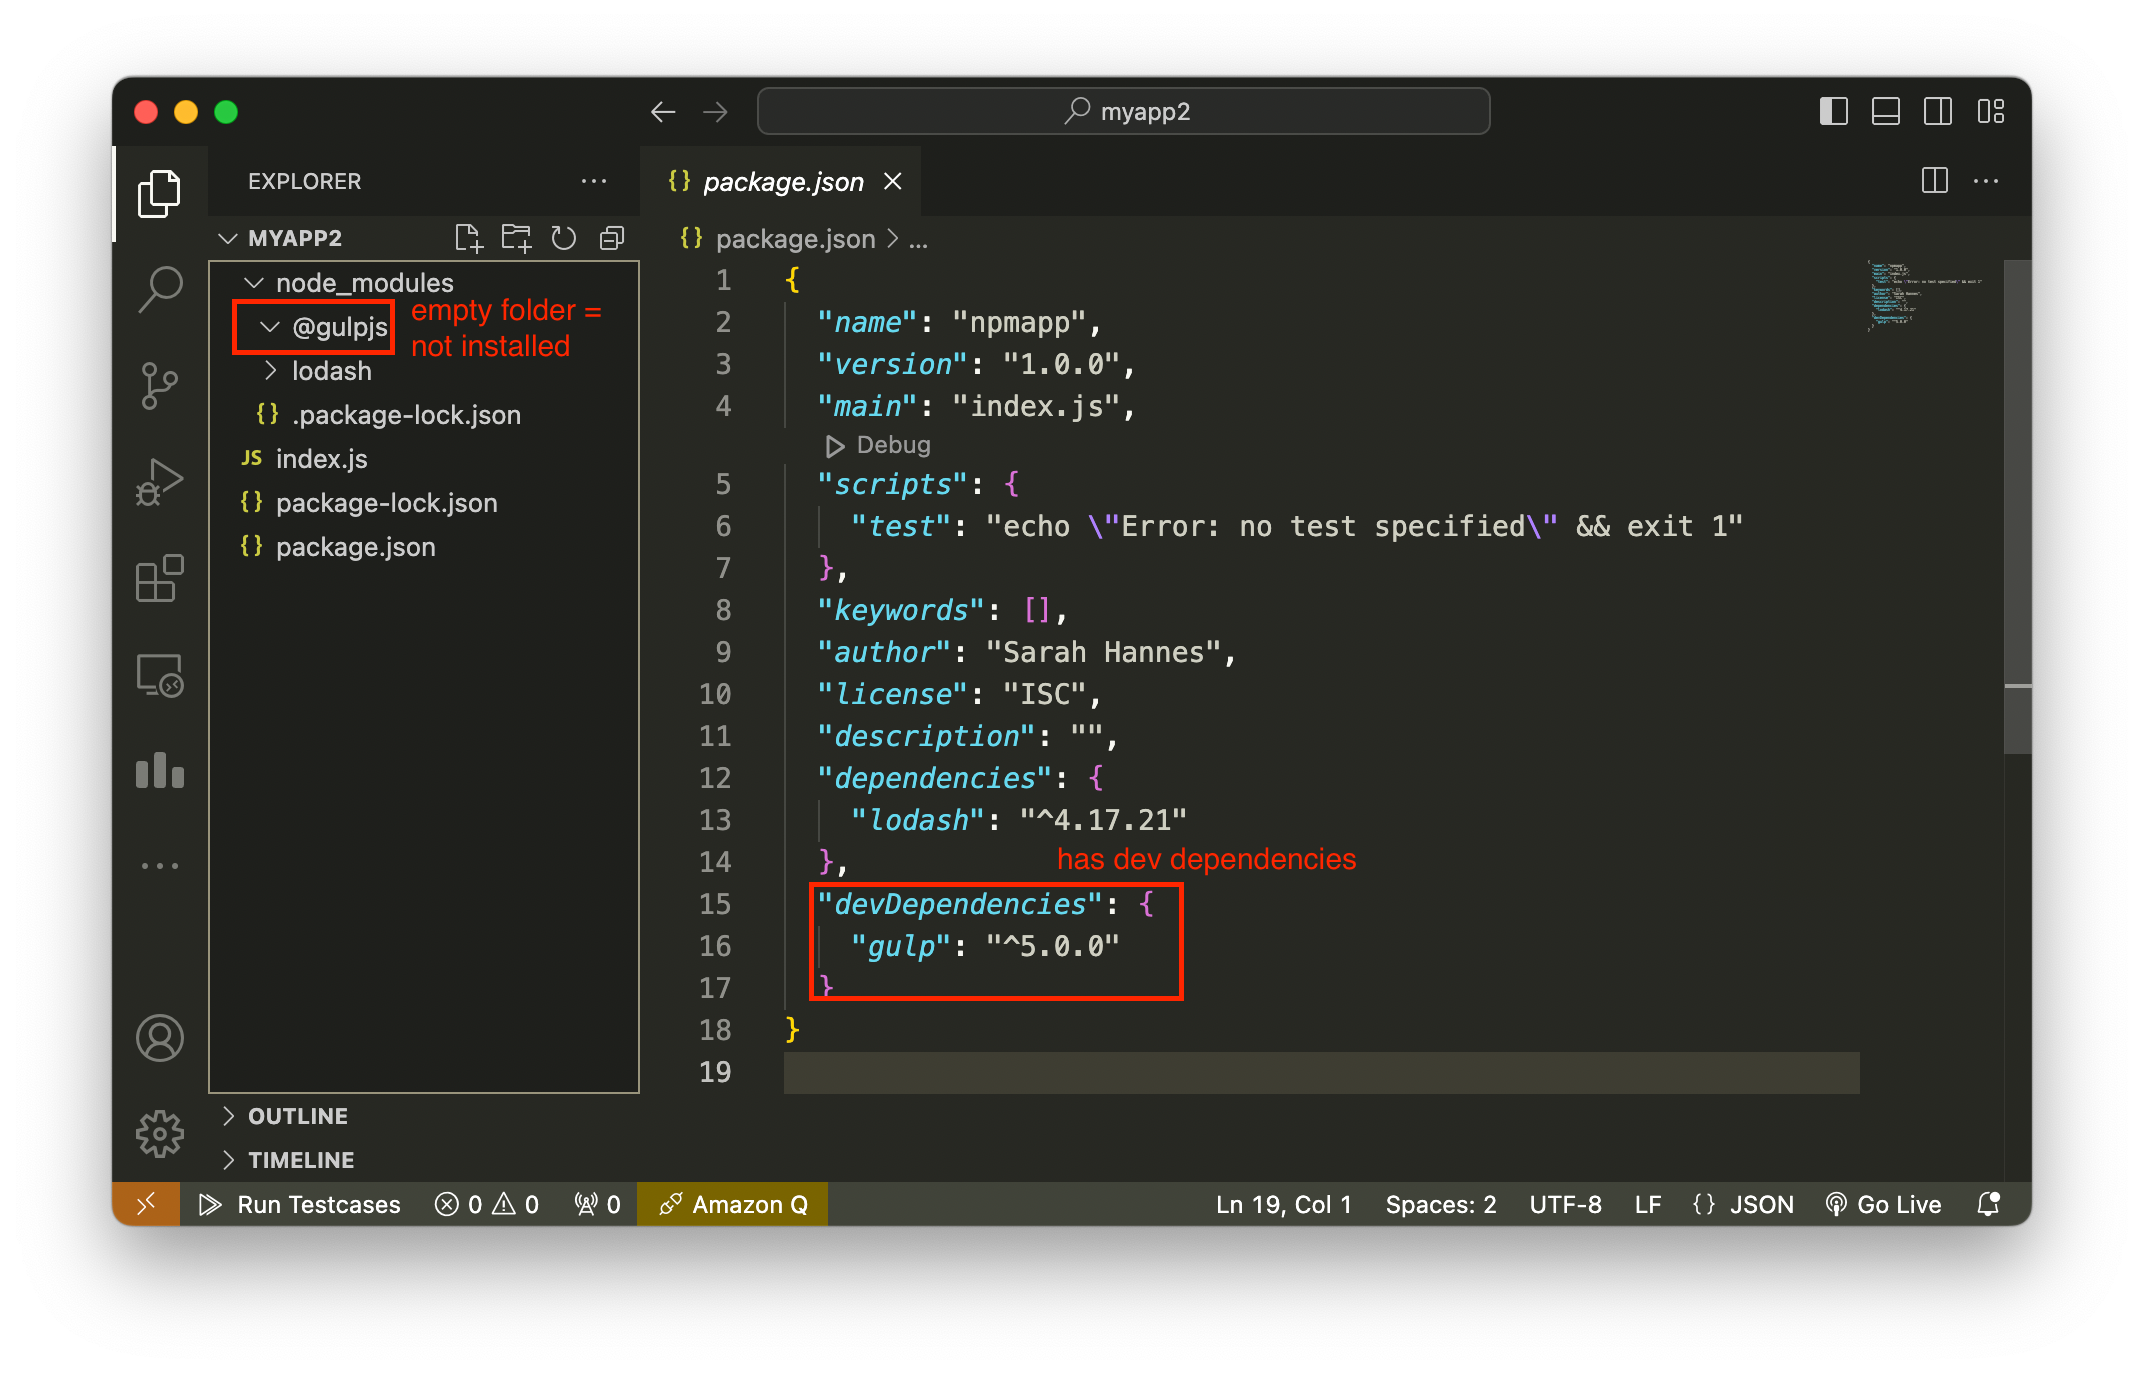 myapp2
EXPLORER
package.json
MYAPP2
package.json > ...
node_modules
@gulpjs
empty folder =
not installed
lodash
.package-lock.json
JS index.js
package-lock.json
package.json
OUTLINE
TIMELINE
1 {
2 "name": "npmapp",
3 "version": "1.0.0",
4 "main": "index.js",
Debug
5 "scripts": {
6 "test": "echo \"Error: no test specified\" && exit 1"
7 },
8 "keywords": [],
9 "author": "Sarah Hannes",
10 "license": "ISC",
11 "description": "",
12 "dependencies": {
13 "lodash": "^4.17.21"
14 },
has dev dependencies
15 "devDependencies": {
16 "gulp": "^5.0.0"
17 }
18 }
19
Run Testcases 0 0 0 Amazon Q Ln 19, Col 1 Spaces: 2 UTF-8 LF {} JSON Go Live